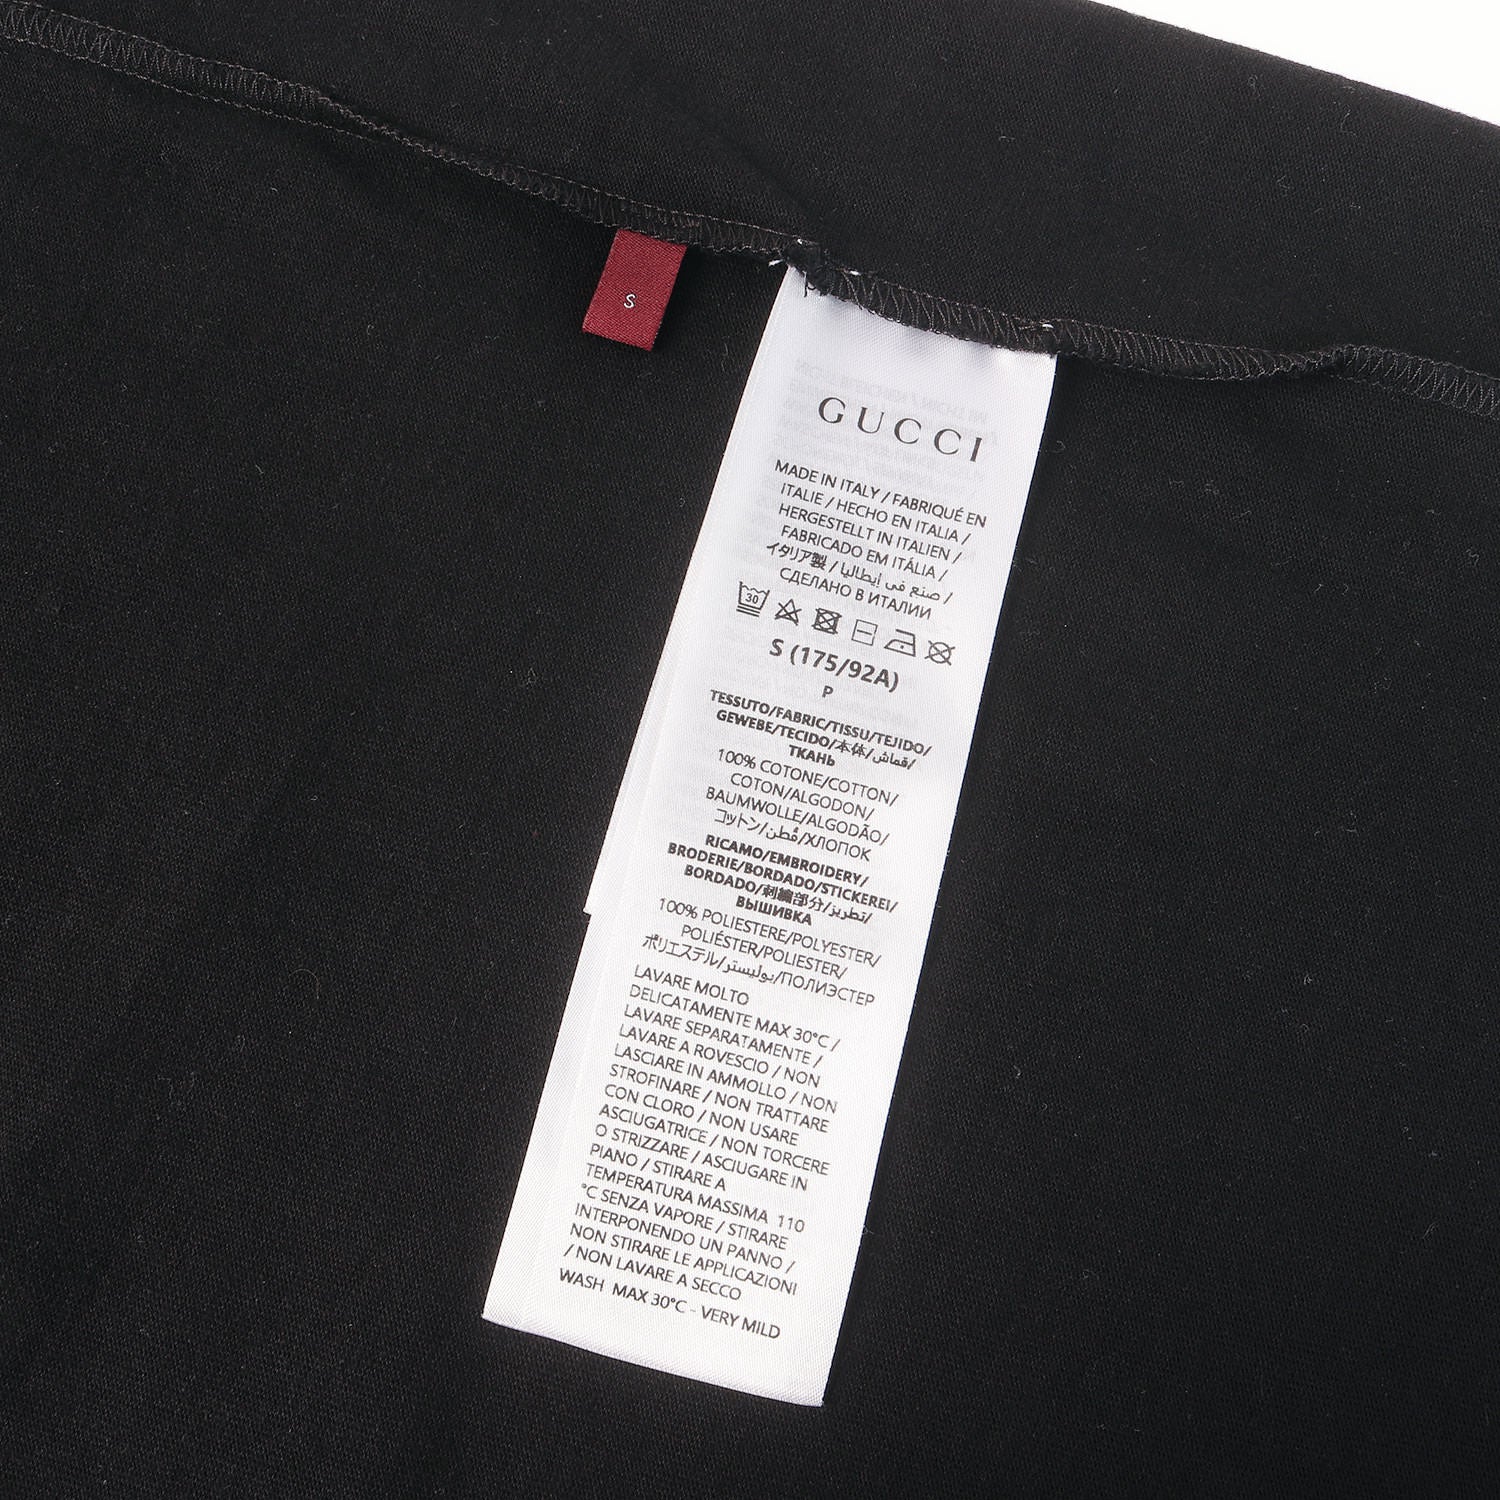 S
GUCCI
MADE IN ITALY / FABRIQUÉ EN
ITALIE / HECHO EN ITALIA /
HERGESTELLT IN ITALIEN /
FABRICADO EM ITÁLIA /
イタリア製 / صنع في إيطاليا /
СДЕЛАНО В ИТАЛИИ
30
S (175/92A)
P
TESSUTO/FABRIC/TISSU/TEJIDO/
GEWEBE/TECIDO/本体/قماش/
ТКАНЬ
100% COTONE/COTTON/
COTON/ALGODON/
BAUMWOLLE/ALGODÃO/
コットン/قُطن/ХЛОПОК
RICAMO/EMBROIDERY/
BRODERIE/BORDADO/STICKEREI/
BORDADO/刺繍部分/تطريز/
ВЫШИВКА
100% POLIESTERE/POLYESTER/
POLIÉSTER/POLIESTER/
ポリエステル/بوليستر/ПОЛИЭСТЕР
LAVARE MOLTO
DELICATAMENTE MAX 30°C /
LAVARE SEPARATAMENTE /
LAVARE A ROVESCIO / NON
LASCIARE IN AMMOLLO / NON
STROFINARE / NON TRATTARE
CON CLORO / NON USARE
ASCIUGATRICE / NON TORCERE
O STRIZZARE / ASCIUGARE IN
PIANO / STIRARE A
TEMPERATURA MASSIMA 110
°C SENZA VAPORE / STIRARE
INTERPONENDO UN PANNO /
NON STIRARE LE APPLICAZIONI
/ NON LAVARE A SECCO
WASH MAX 30°C - VERY MILD